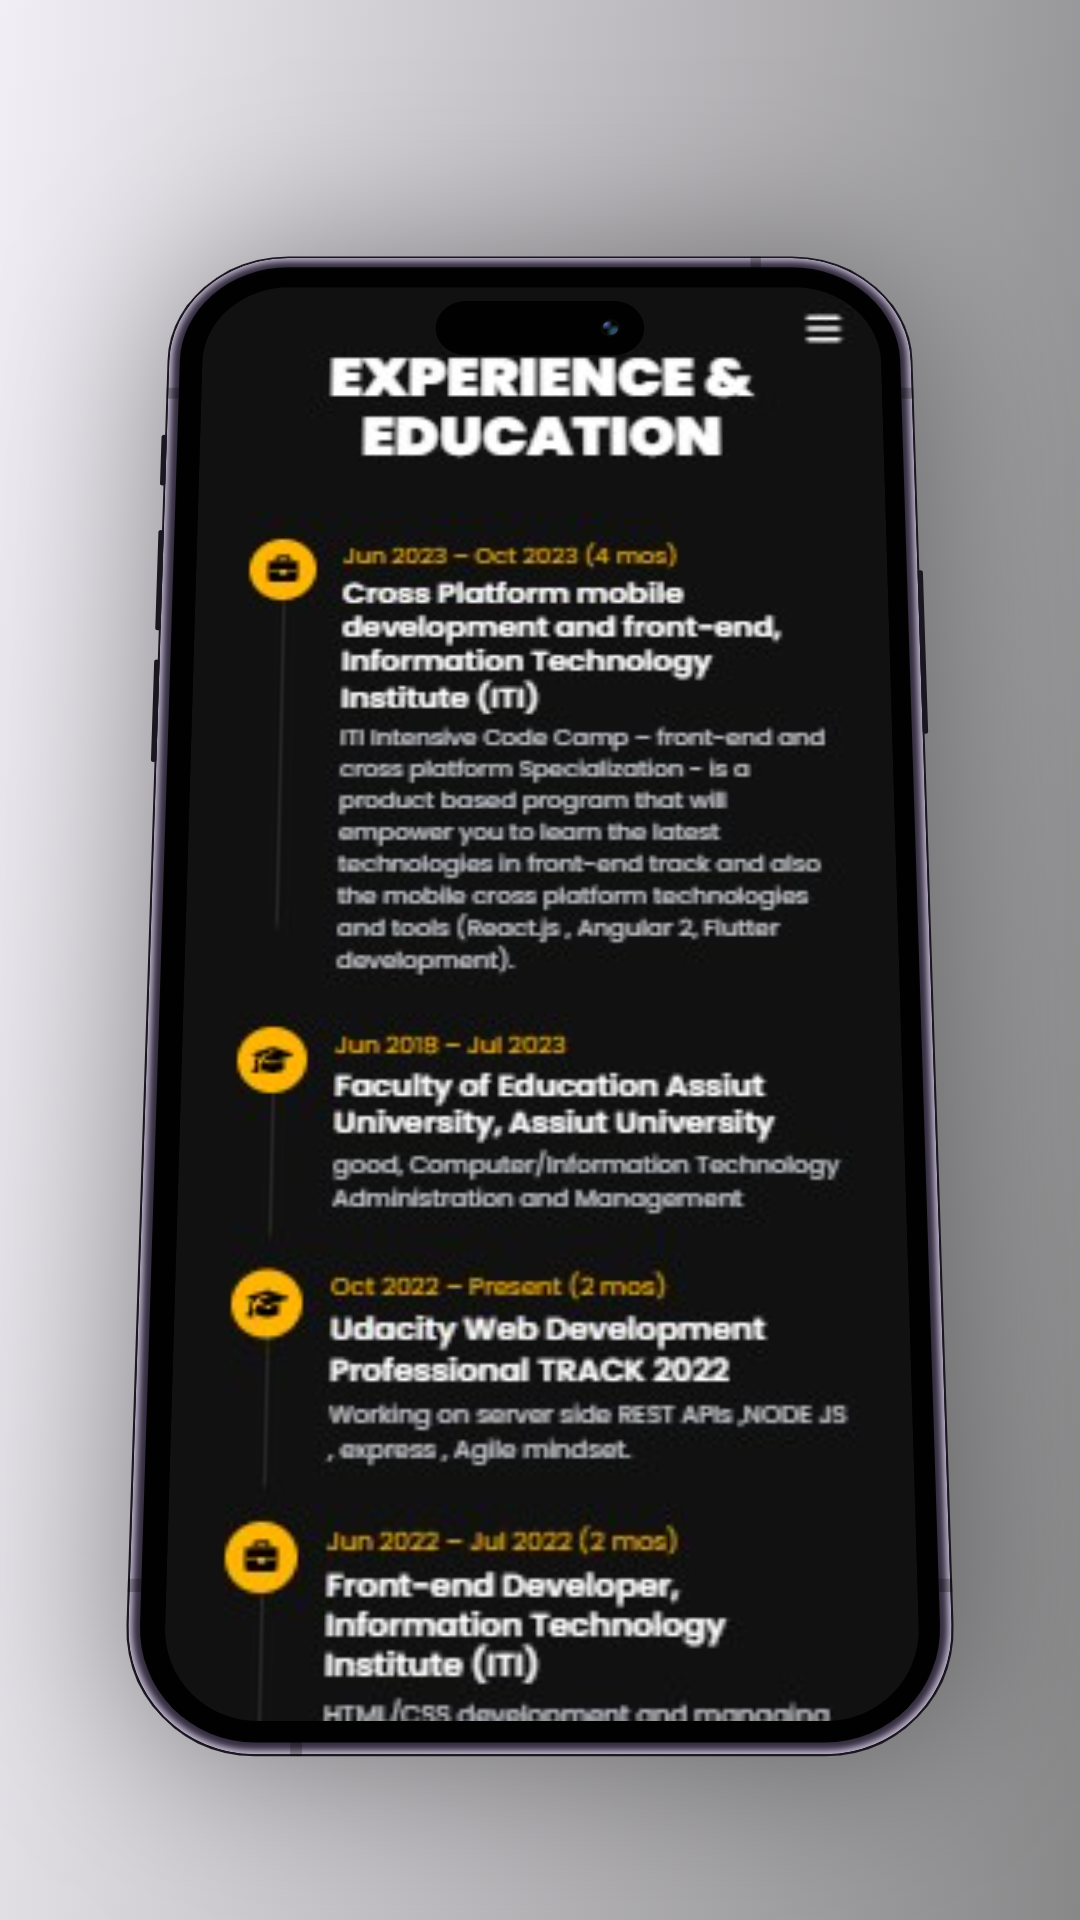 EXPERIENCE &
EDUCATION
Jun 2023 – Oct 2023 (4 mos)
Cross Platform mobile
development and front-end,
Information Technology
Institute (ITI)
ITI Intensive Code Camp – front-end and
cross platform Specialization - is a
product based program that will
empower you to learn the latest
technologies in front-end track and also
the mobile cross platform technologies
and tools (React.js , Angular 2, Flutter
development).
Jun 2018 – Jul 2023
Faculty of Education Assiut
University, Assiut University
good, Computer/Information Technology
Administration and Management
Oct 2022 – Present (2 mos)
Udacity Web Development
Professional TRACK 2022
Working on server side REST APIs ,NODE JS
, express , Agile mindset.
Jun 2022 – Jul 2022 (2 mos)
Front-end Developer,
Information Technology
Institute (ITI)
HTML/CSS development and managing